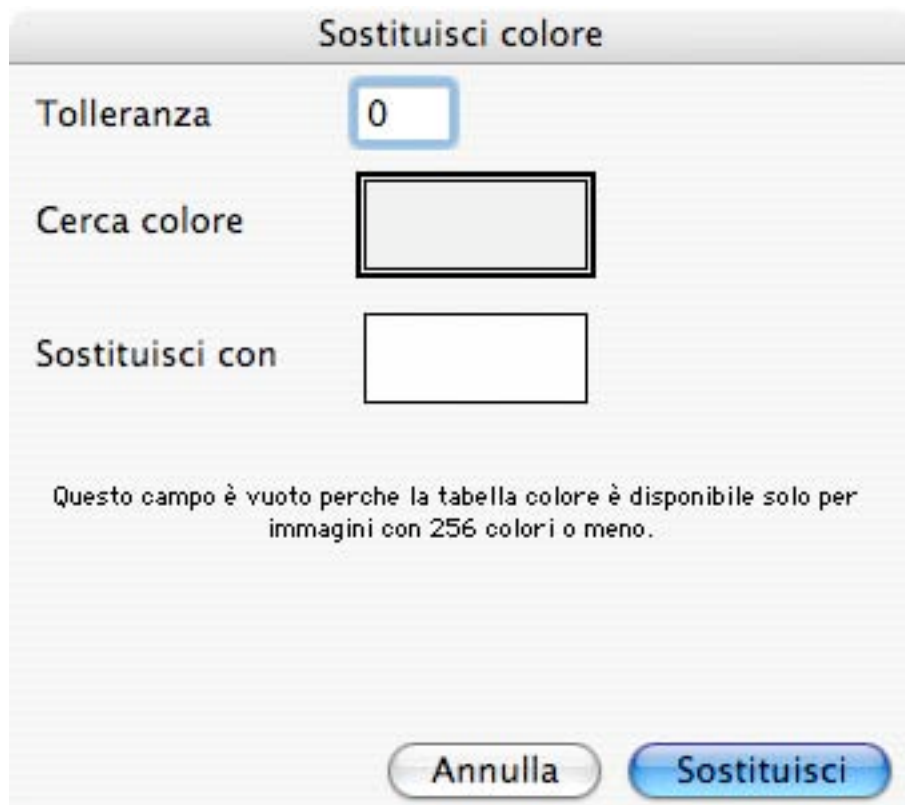 Sostituisci colore
Tolleranza 0
Cerca colore
Sostituisci con
Questo campo è vuoto perche la tabella colore è disponibile solo per
immagini con 256 colori o meno.
Annulla Sostituisci